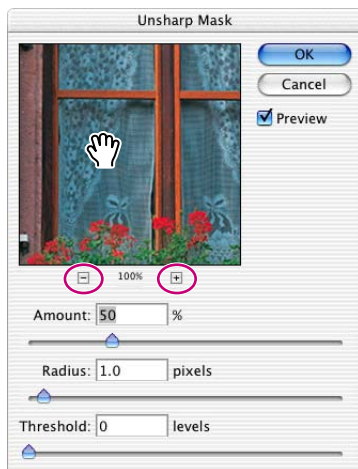 Unsharp Mask
OK
Cancel
Preview
100%
Amount: 50 %
Radius: 1.0 pixels
Threshold: 0 levels